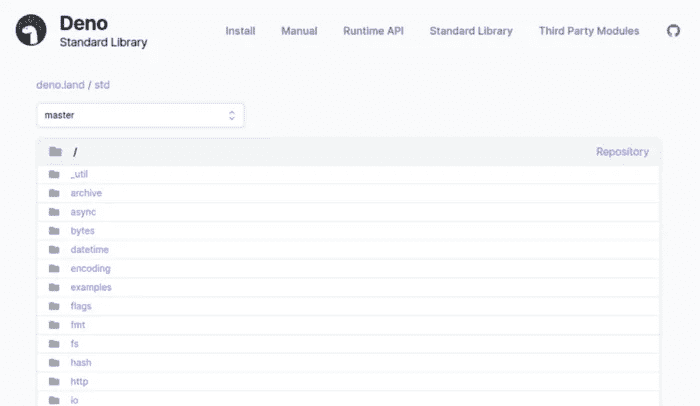 Deno
Standard Library
Install Manual Runtime API Standard Library Third Party Modules
deno.land / std
master
/ Repository
_util
archive
async
bytes
datetime
encoding
examples
flags
fmt
fs
hash
http
io